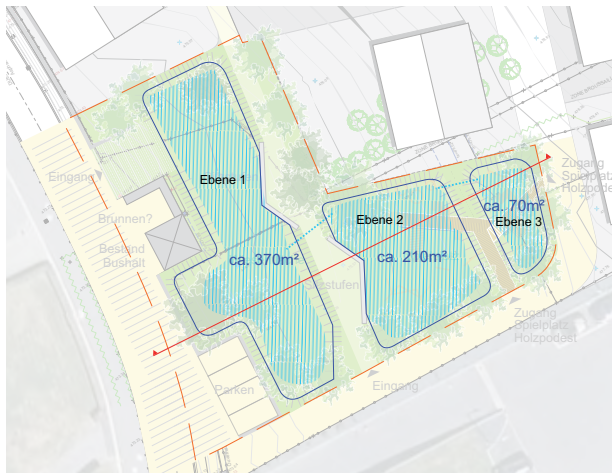 Eingang
Ebene 1
Brunnen?
Bestand
Bushalt
ca. 370m²
Sitzstufen
Parken
Ebene 2
ca. 210m²
Eingang
ca. 70m²
Ebene 3
Zugang
Spielplatz
Holzpodest
Zugang
Spielplatz
Holzpodest